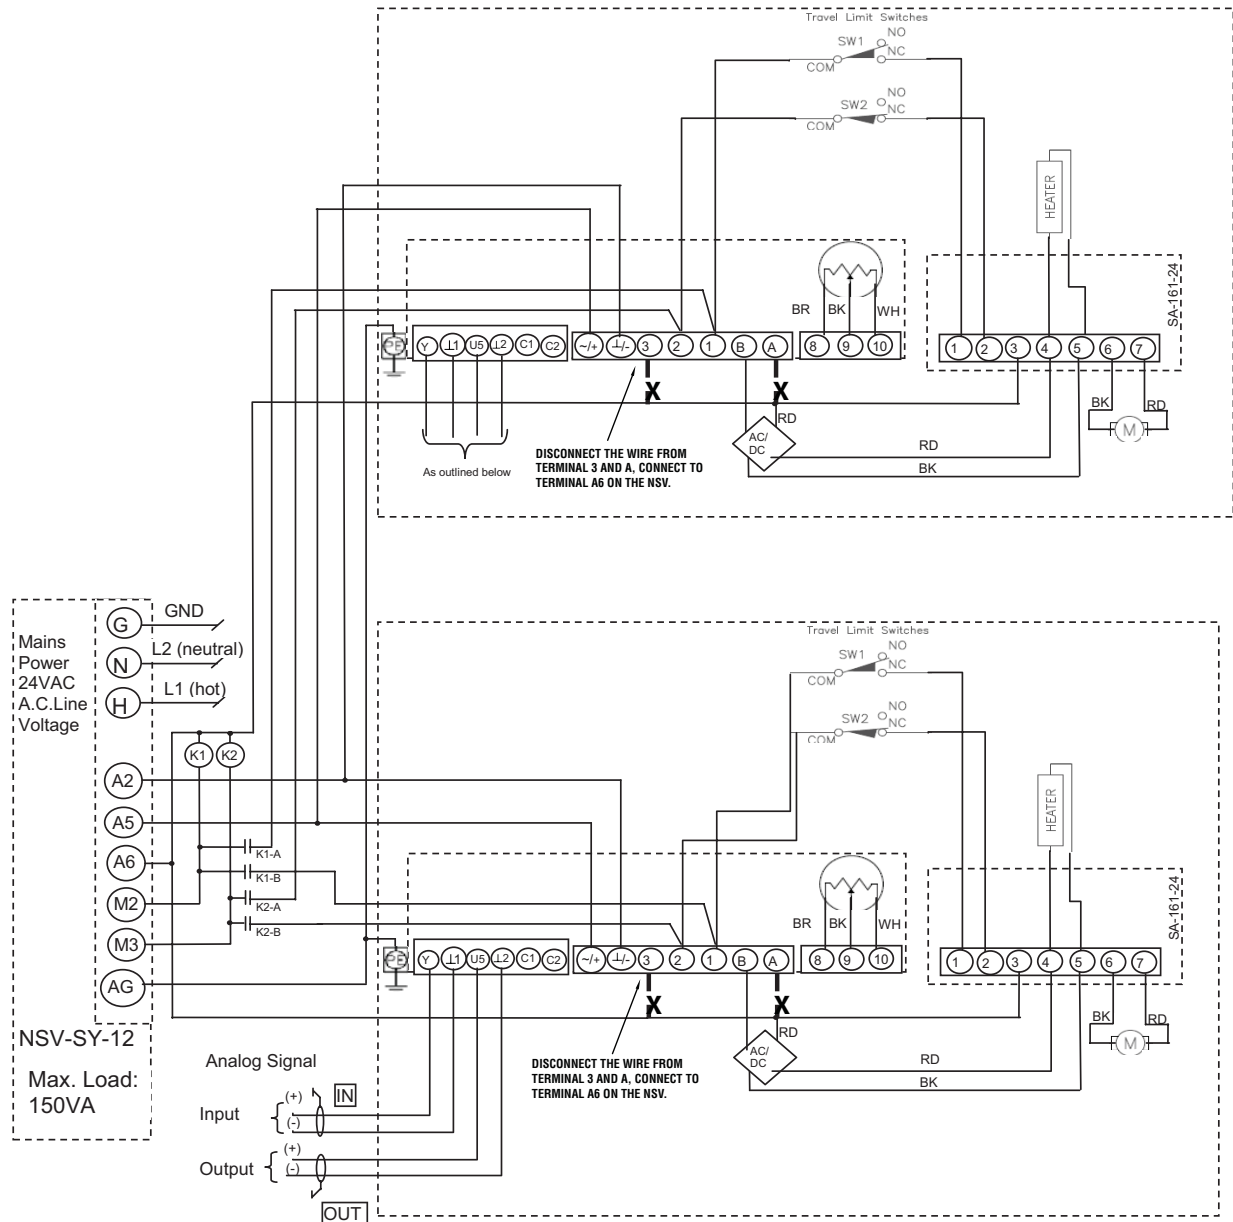 Travel Limit Switches
NO
SW1
NC
COM
NO
SW2
NC
COM
HEATER
SA-161-24
BR BK WH
PE
Y ⊥1 U5 ⊥2 C1 C2
~/+ ⊥/- 3 2 1 B A
8 9 10
1 2 3 4 5 6 7
X X
RD
BK RD
M
AC/
DC
RD
BK
As outlined below
DISCONNECT THE WIRE FROM
TERMINAL 3 AND A, CONNECT TO
TERMINAL A6 ON THE NSV.
Mains
Power
24VAC
A.C.Line
Voltage
G GND
N L2 (neutral)
H L1 (hot)
K1 K2
A2
A5
A6
M2
M3
AG
K1-A
K1-B
K2-A
K2-B
NSV-SY-12
Max. Load:
150VA
Travel Limit Switches
NO
SW1
NC
COM
NO
SW2
NC
COM
HEATER
SA-161-24
BR BK WH
PE
Y ⊥1 U5 ⊥2 C1 C2
~/+ ⊥/- 3 2 1 B A
8 9 10
1 2 3 4 5 6 7
X X
RD
BK RD
M
AC/
DC
RD
BK
DISCONNECT THE WIRE FROM
TERMINAL 3 AND A, CONNECT TO
TERMINAL A6 ON THE NSV.
Analog Signal
IN
Input (+)
(-)
Output (+)
(-)
OUT